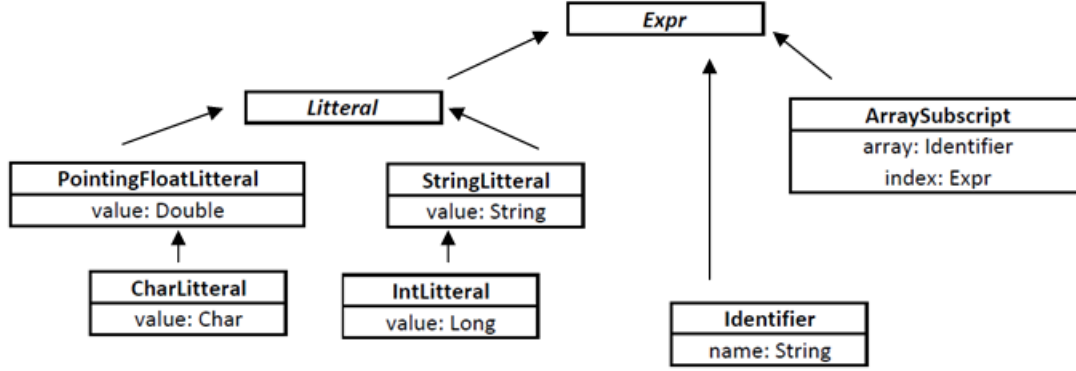 Expr
Litteral
ArraySubscript
array: Identifier
index: Expr
PointingFloatLitteral
value: Double
StringLitteral
value: String
CharLitteral
value: Char
IntLitteral
value: Long
Identifier
name: String